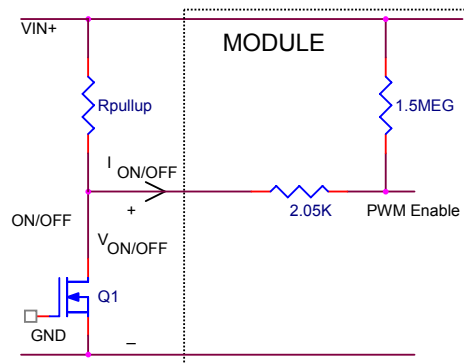 VIN+
MODULE
Rpullup
1.5MEG
I ON/OFF
+
2.05K
PWM Enable
ON/OFF
V ON/OFF
Q1
GND
–